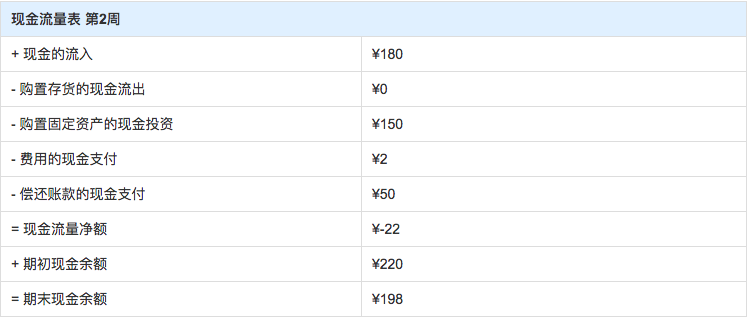 现金流量表 第2周
+ 现金的流入 ¥180
- 购置存货的现金流出 ¥0
- 购置固定资产的现金投资 ¥150
- 费用的现金支付 ¥2
- 偿还账款的现金支付 ¥50
= 现金流量净额 ¥-22
+ 期初现金余额 ¥220
= 期末现金余额 ¥198